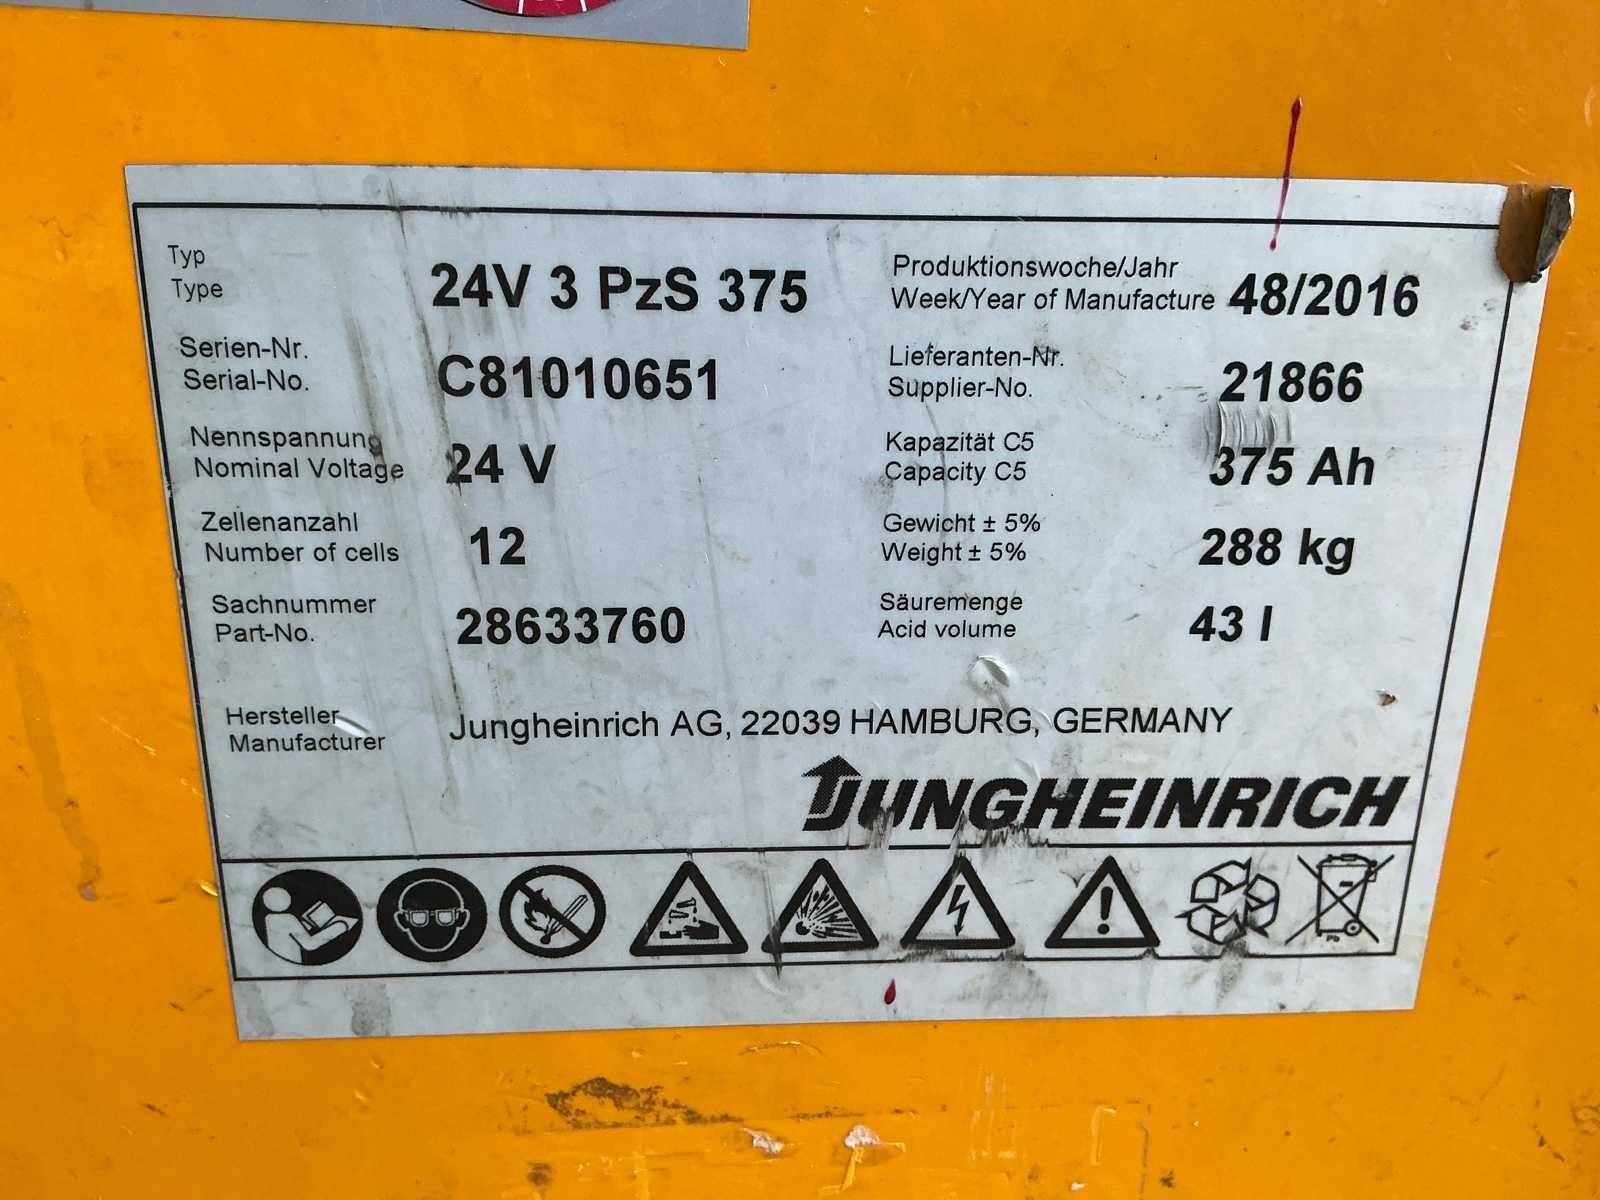 Typ
Type
24V 3 PzS 375
Produktionswoche/Jahr
Week/Year of Manufacture
48/2016
Serien-Nr.
Serial-No.
C81010651
Lieferanten-Nr.
Supplier-No.
21866
Nennspannung
Nominal Voltage
24 V
Kapazität C5
Capacity C5
375 Ah
Zellenanzahl
Number of cells
12
Gewicht ± 5%
Weight ± 5%
288 kg
Sachnummer
Part-No.
28633760
Säuremenge
Acid volume
43 l
Hersteller
Manufacturer
Jungheinrich AG, 22039 HAMBURG, GERMANY
JUNGHEINRICH
Pb